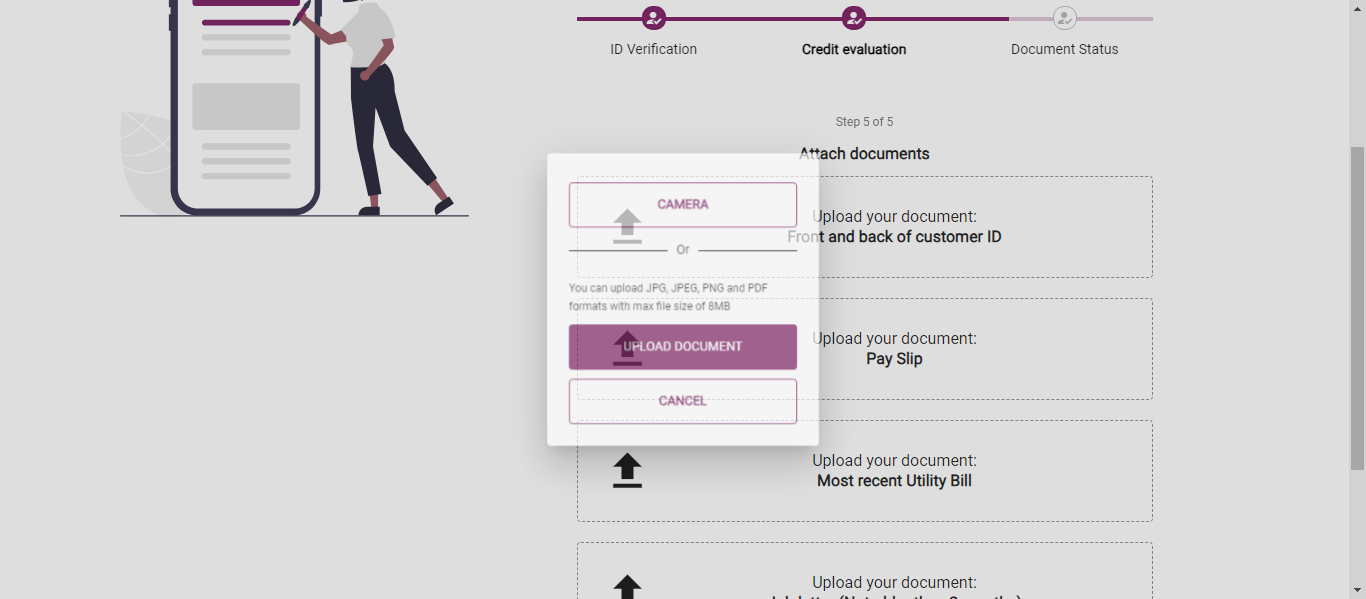 ID Verification
Credit evaluation
Document Status
Step 5 of 5
Attach documents
CAMERA
Or
You can upload JPG, JPEG, PNG and PDF
formats with max file size of 8MB
UPLOAD DOCUMENT
CANCEL
Upload your document:
Front and back of customer ID
Upload your document:
Pay Slip
Upload your document:
Most recent Utility Bill
Upload your document: